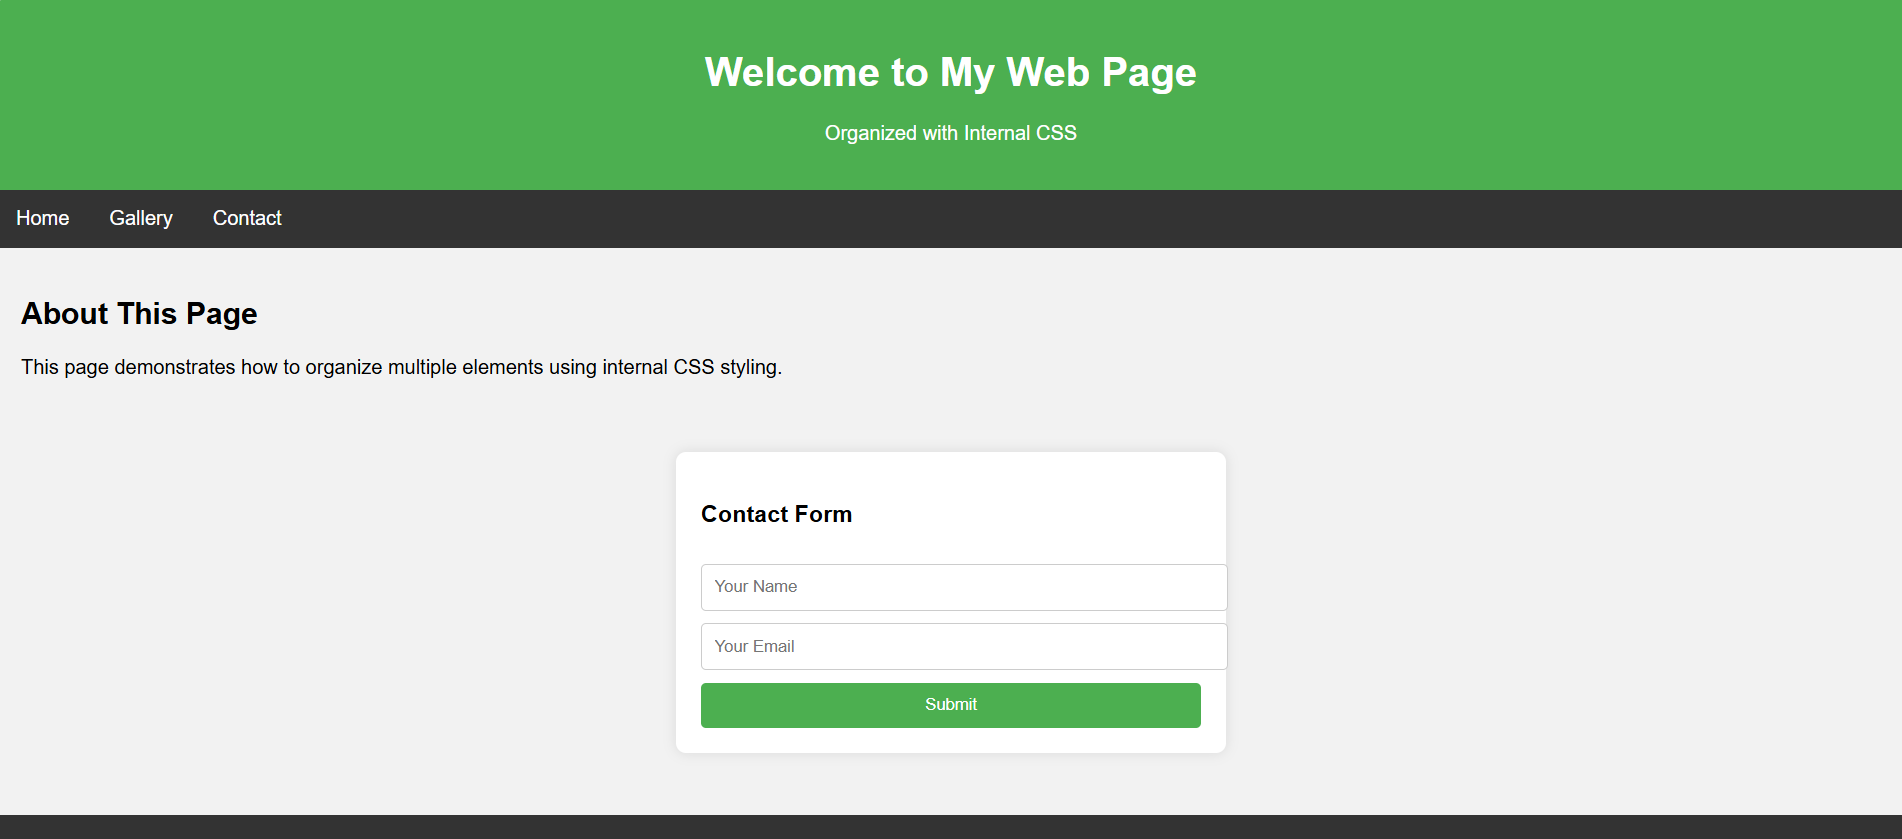 Welcome to My Web Page
Organized with Internal CSS
Home Gallery Contact
About This Page
This page demonstrates how to organize multiple elements using internal CSS styling.
Contact Form
Your Name
Your Email
Submit